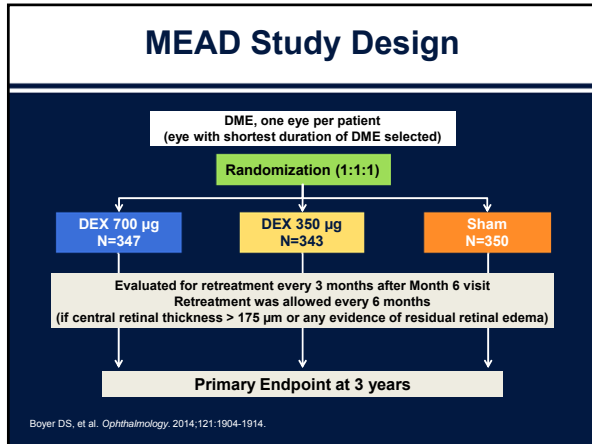 MEAD Study Design
DME, one eye per patient
(eye with shortest duration of DME selected)
Randomization (1:1:1)
DEX 700 µg
N=347
DEX 350 µg
N=343
Sham
N=350
Evaluated for retreatment every 3 months after Month 6 visit
Retreatment was allowed every 6 months
(if central retinal thickness > 175 µm or any evidence of residual retinal edema)
Primary Endpoint at 3 years
Boyer DS, et al. Ophthalmology. 2014;121:1904-1914.